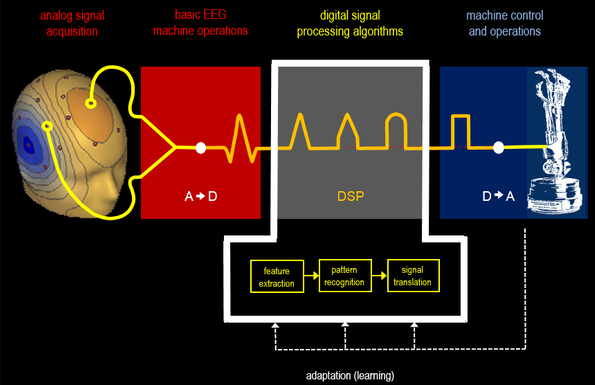 analog signal
acquisition
basic EEG
machine operations
digital signal
processing algorithms
machine control
and operations
A → D
DSP
D → A
feature
extraction
pattern
recognition
signal
translation
adaptation (learning)